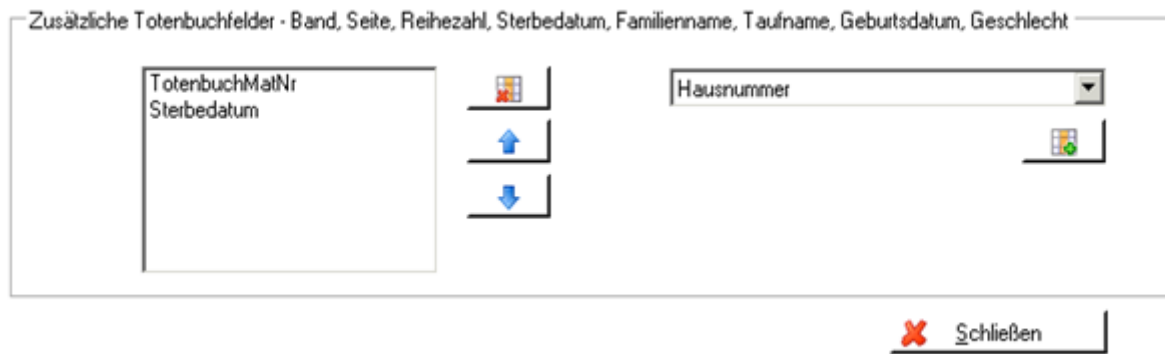 Zusätzliche Totenbuchfelder - Band, Seite, Reihezahl, Sterbedatum, Familienname, Taufname, Geburtsdatum, Geschlecht
TotenbuchMatNr
Sterbedatum
Hausnummer
Schließen